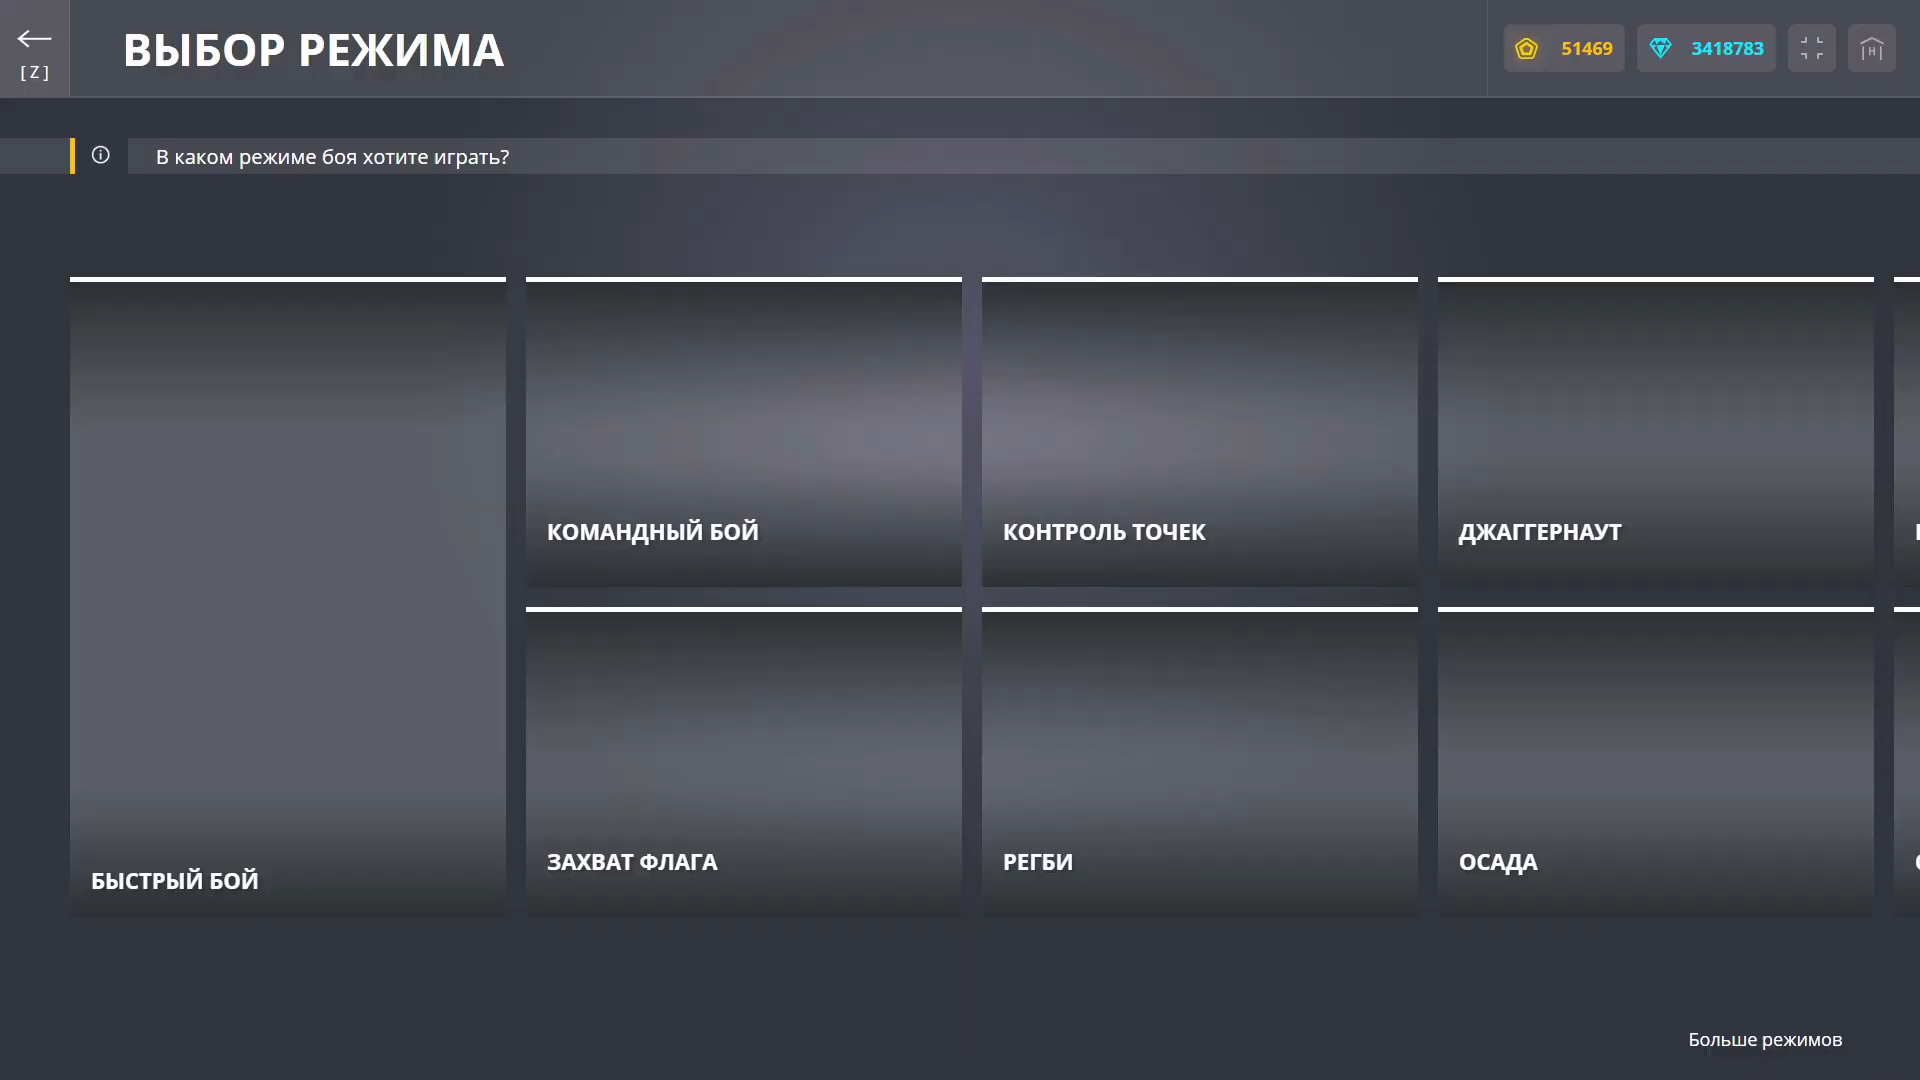 ВЫБОР РЕЖИМА
[ Z ]
51469
3418783
В каком режиме боя хотите играть?
КОМАНДНЫЙ БОЙ
КОНТРОЛЬ ТОЧЕК
ДЖАГГЕРНАУТ
БЫСТРЫЙ БОЙ
ЗАХВАТ ФЛАГА
РЕГБИ
ОСАДА
Больше режимов